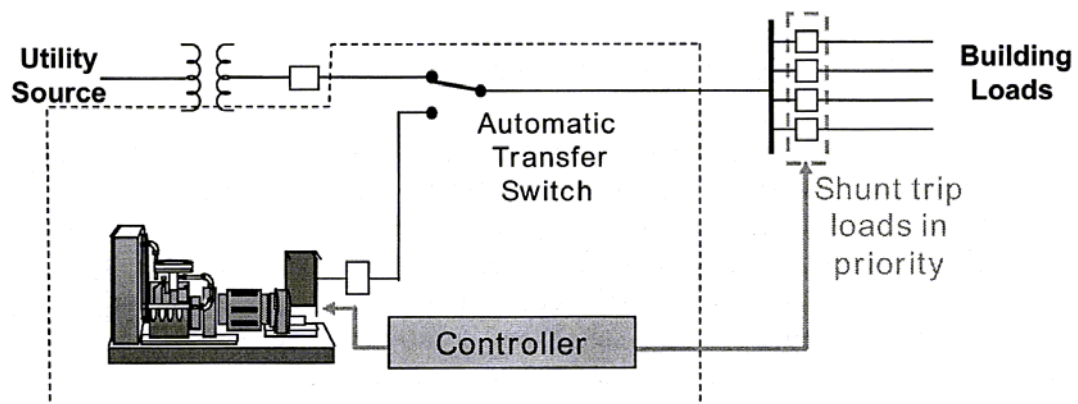 Utility
Source
Automatic
Transfer
Switch
Building
Loads
Shunt trip
loads in
priority
Controller